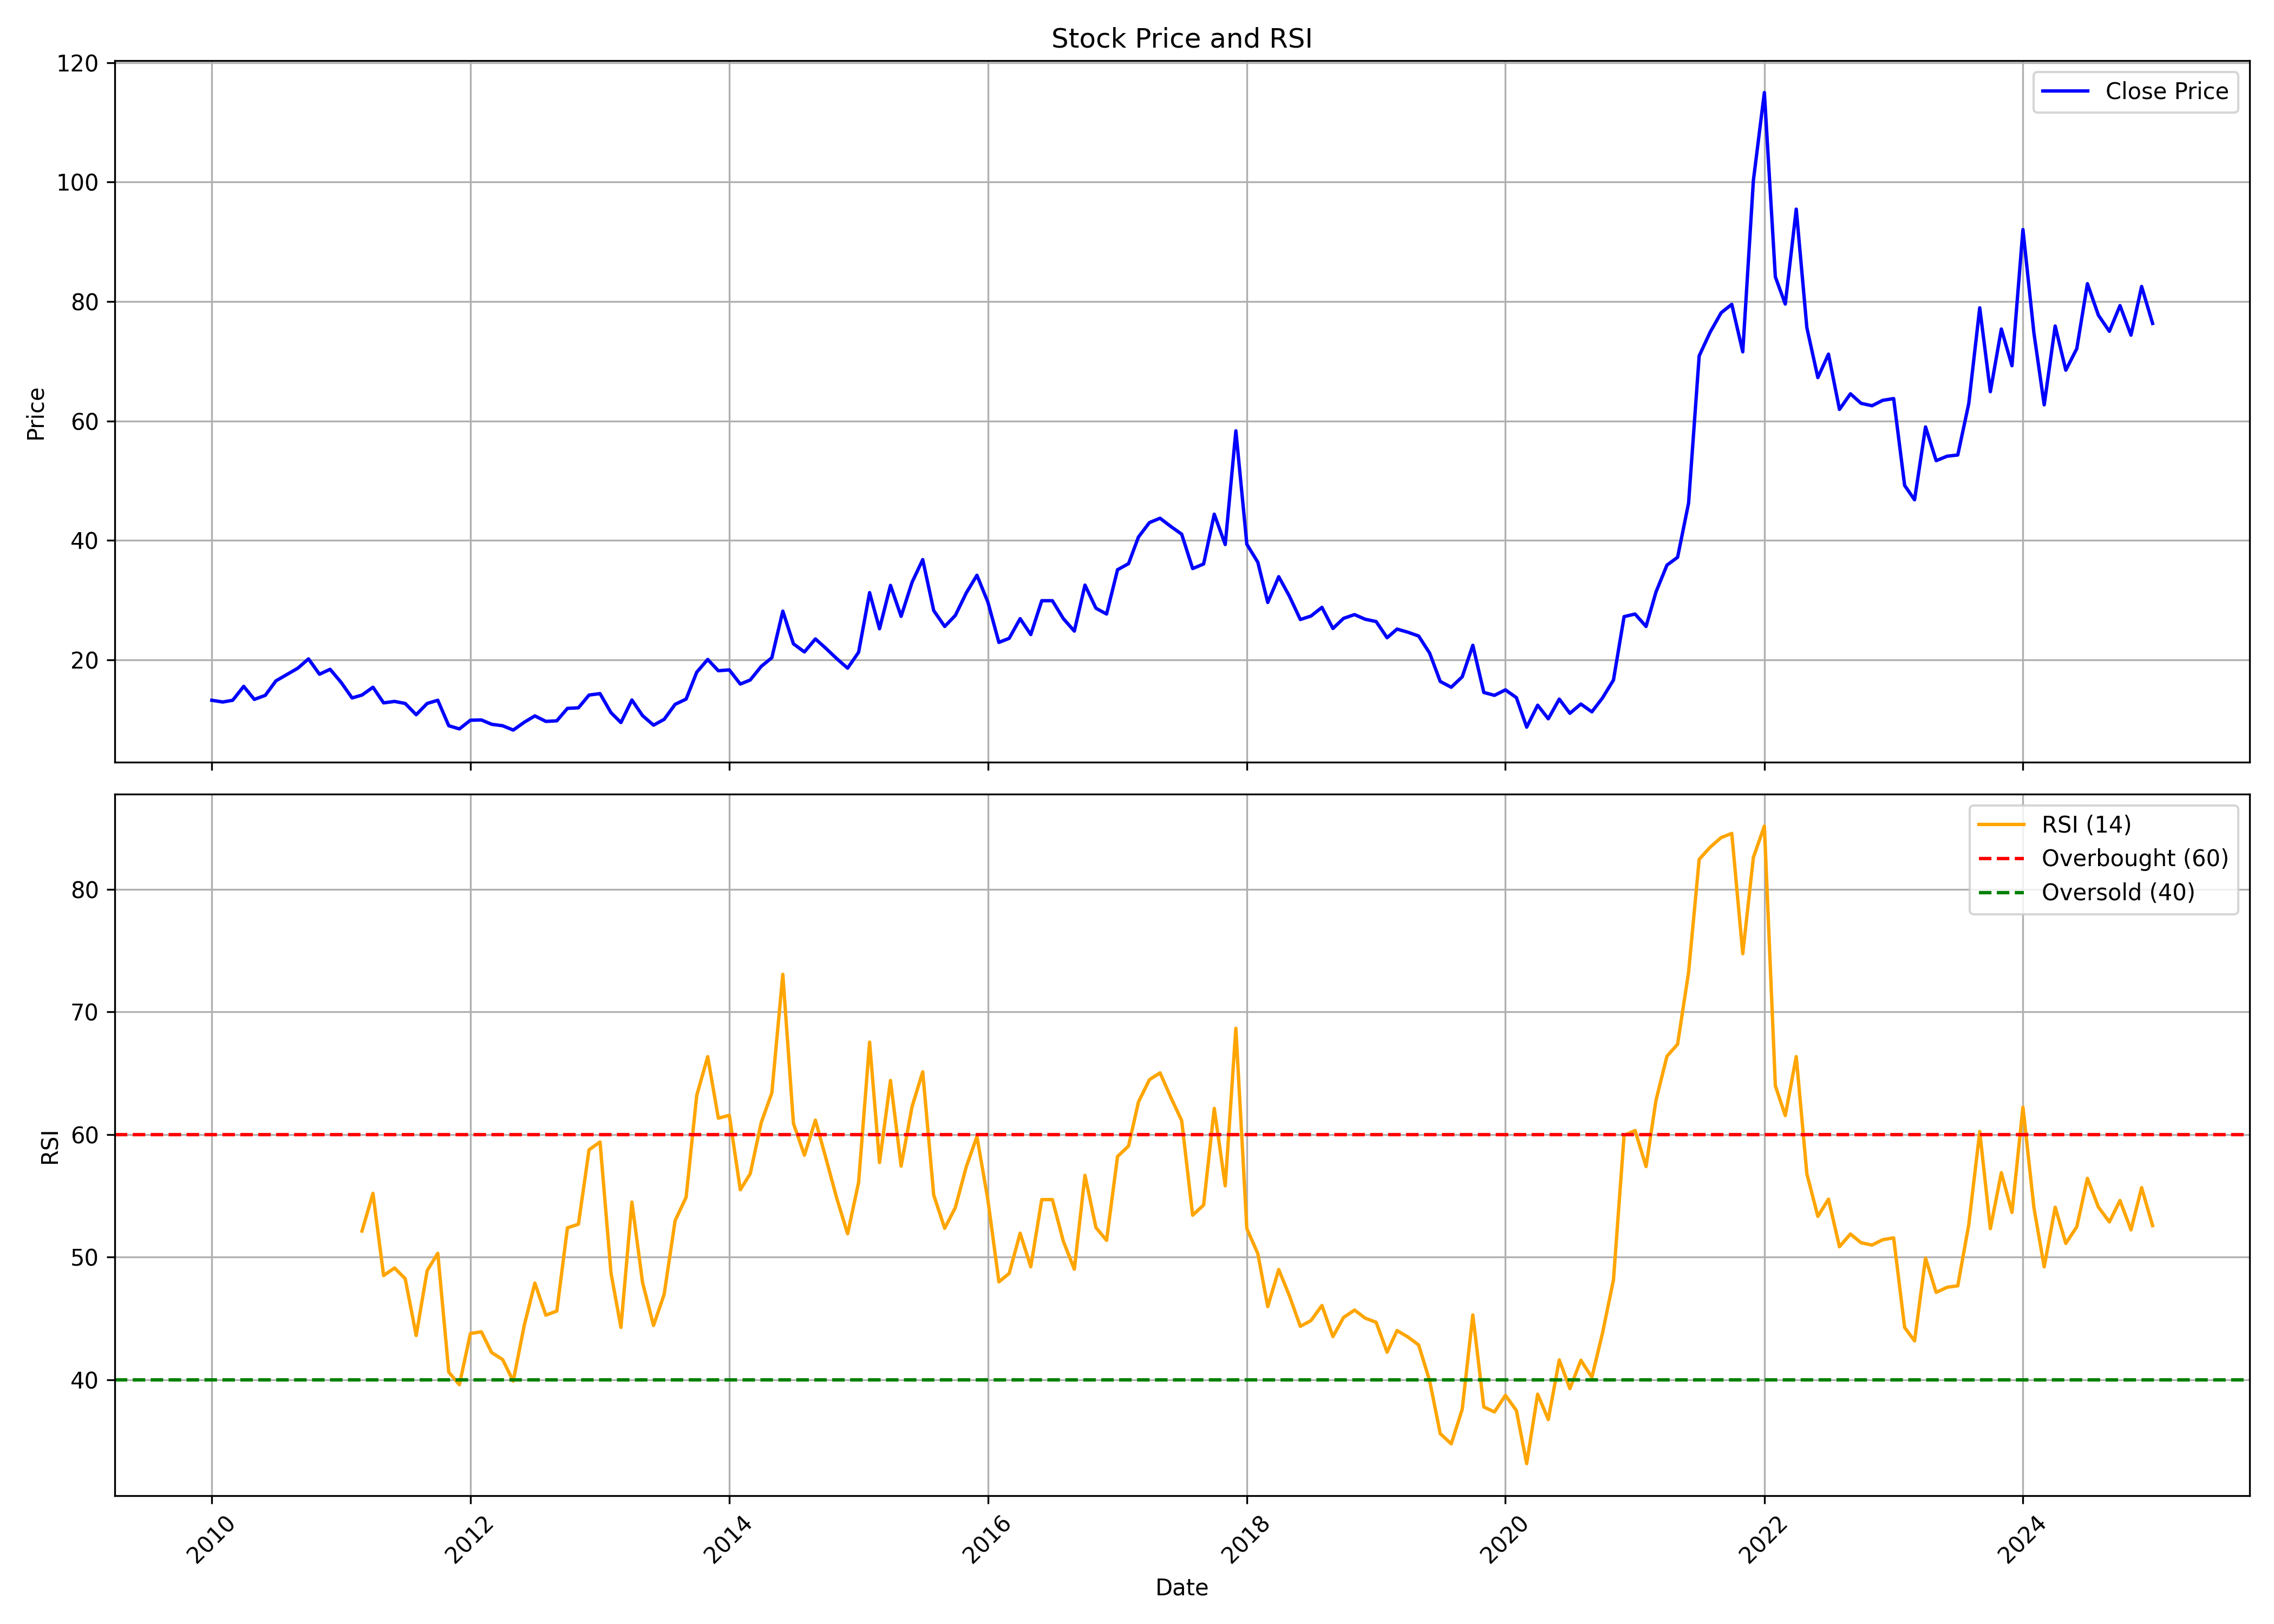 Stock Price and RSI
120
100
80
60
40
20
Price
Close Price
80
70
60
50
40
RSI
RSI (14)
Overbought (60)
Oversold (40)
2010
2012
2014
2016
2018
2020
2022
2024
Date